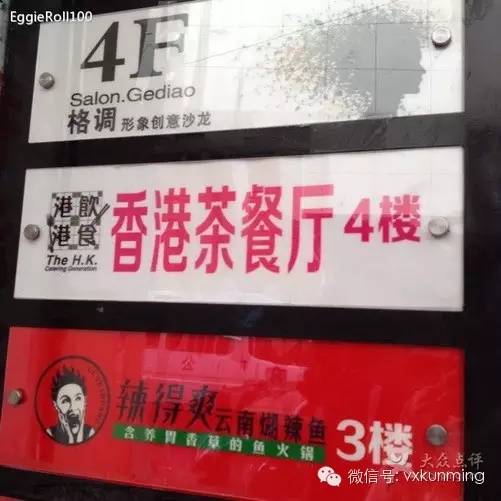 EggieRoll100
4F
Salon.Gediao
格调 形象创意沙龙
港飲
港食
The H.K.
Catering Generation
香港茶餐厅 4楼
辣得爽 云南煳辣鱼
含养胃香草的鱼火锅
3楼
大众点评
微信号: vxkunming